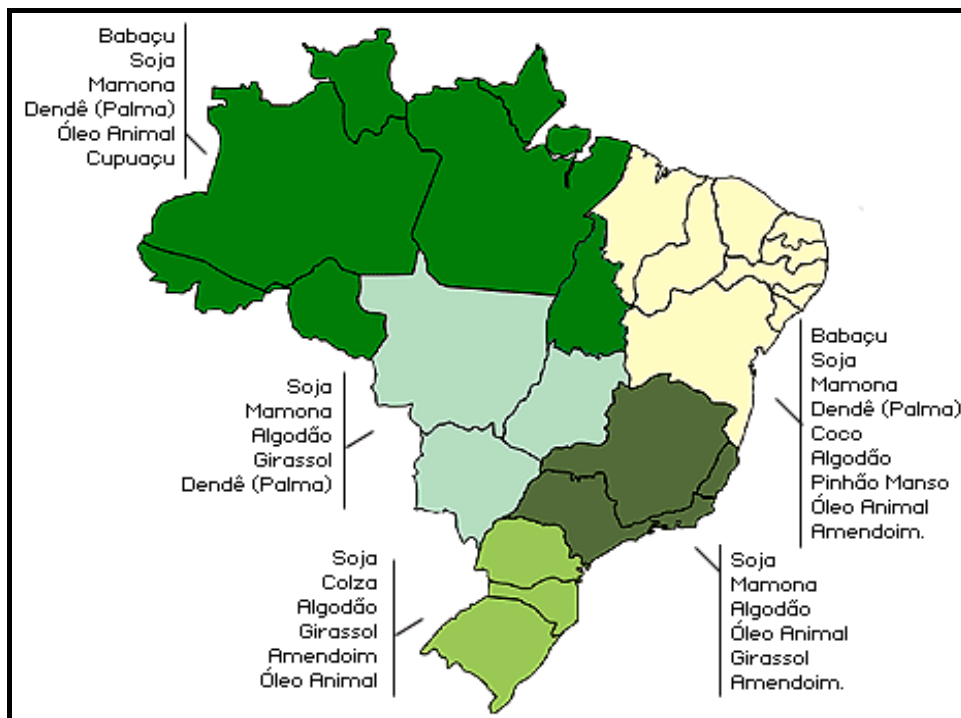 Babaçu
Soja
Mamona
Dendê (Palma)
Óleo Animal
Cupuaçu
Soja
Mamona
Algodão
Girassol
Dendê (Palma)
Babaçu
Soja
Mamona
Dendê (Palma)
Coco
Algodão
Pinhão Manso
Óleo Animal
Amendoim.
Soja
Colza
Algodão
Girassol
Amendoim
Óleo Animal
Soja
Mamona
Algodão
Óleo Animal
Girassol
Amendoim.